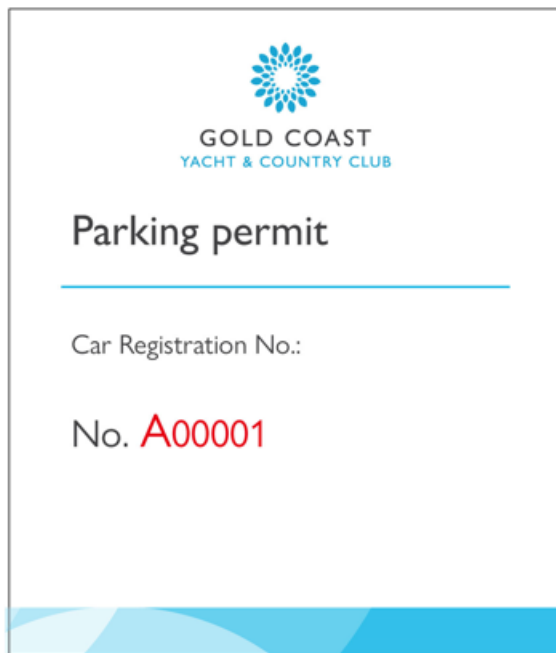 GOLD COAST
YACHT & COUNTRY CLUB
Parking permit
Car Registration No.:
No. A00001